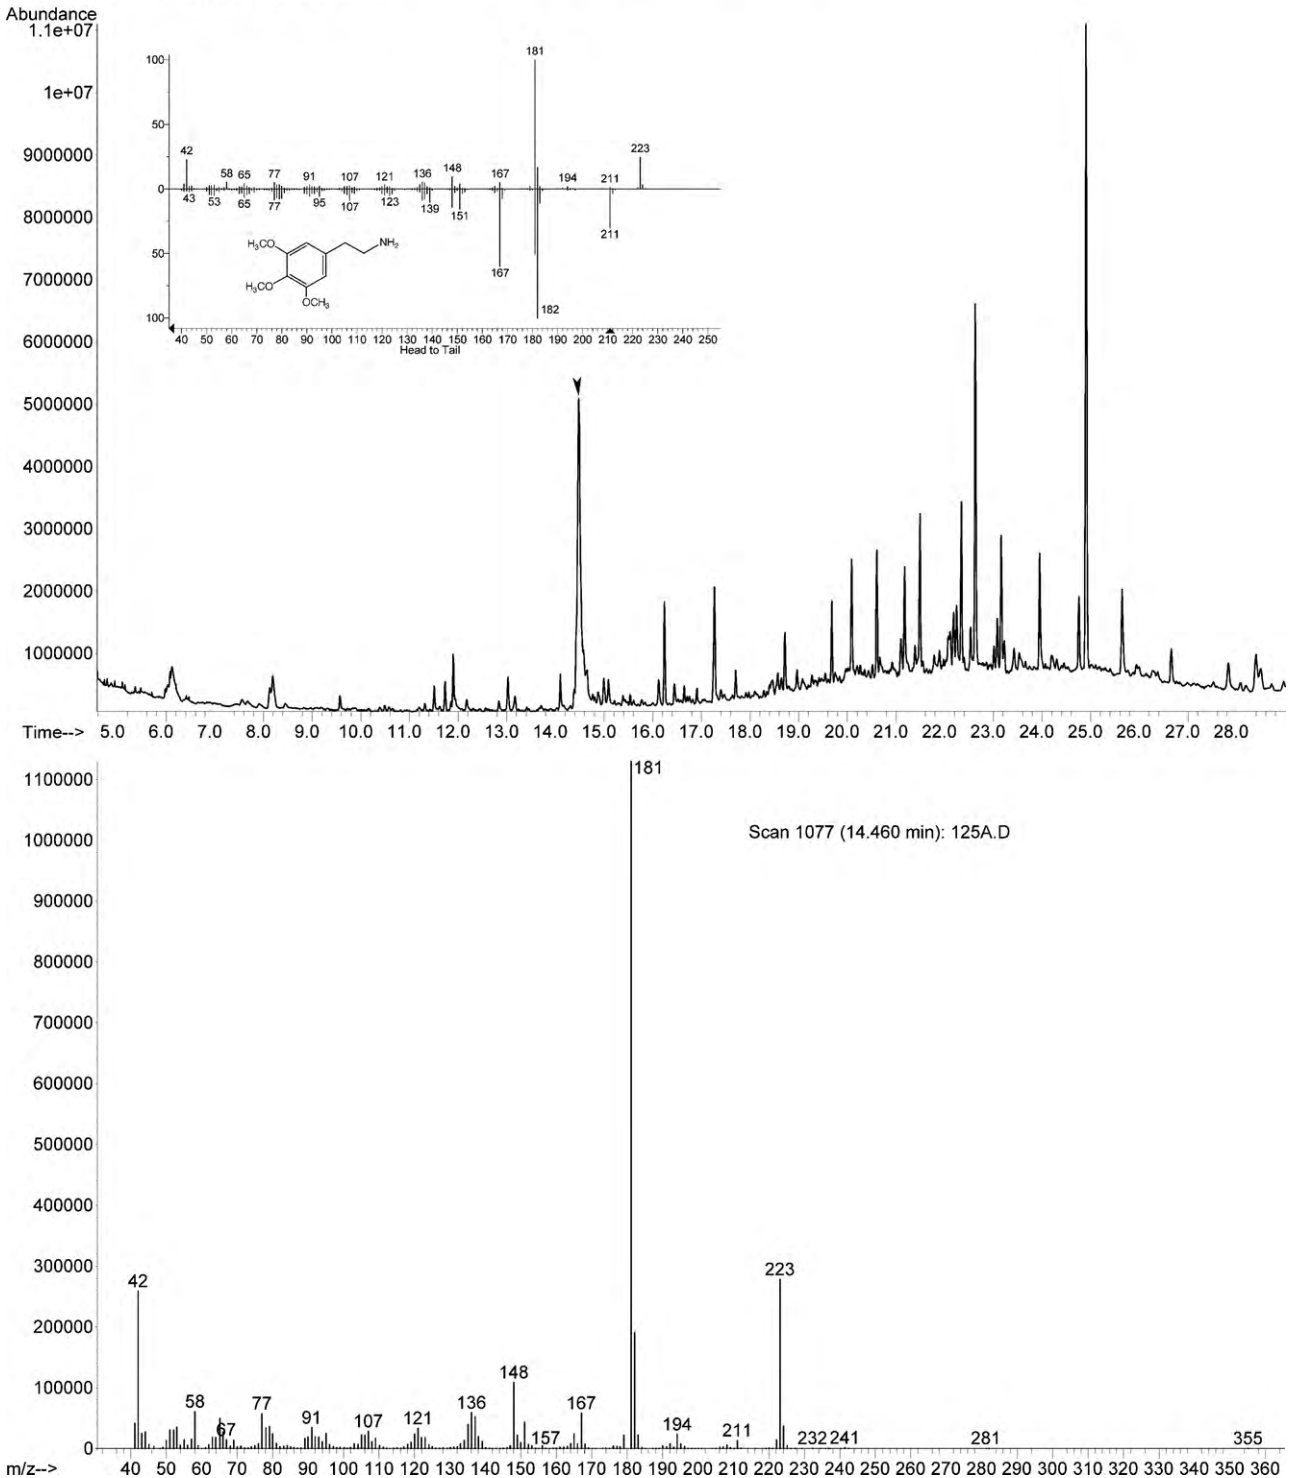 Abundance
1.1e+07
1e+07
9000000
8000000
7000000
6000000
5000000
4000000
3000000
2000000
1000000
100
50
0
50
100
181
42 58 65 77 91 107 121 136 148 167 194 211 223
43 53 65 77 95 107 123 139 151
211
167
182
H₃CO
H₃CO
OCH₃
NH₂
40 50 60 70 80 90 100 110 120 130 140 150 160 170 180 190 200 210 220 230 240 250
Head to Tail
Time--> 5.0 6.0 7.0 8.0 9.0 10.0 11.0 12.0 13.0 14.0 15.0 16.0 17.0 18.0 19.0 20.0 21.0 22.0 23.0 24.0 25.0 26.0 27.0 28.0
1100000
1000000
900000
800000
700000
600000
500000
400000
300000
200000
100000
0
181
Scan 1077 (14.460 min): 125A.D
42
223
58 67 77 91 107 121 136 148 157 167 194 211 232 241 281 355
m/z--> 40 50 60 70 80 90 100 110 120 130 140 150 160 170 180 190 200 210 220 230 240 250 260 270 280 290 300 310 320 330 340 350 360